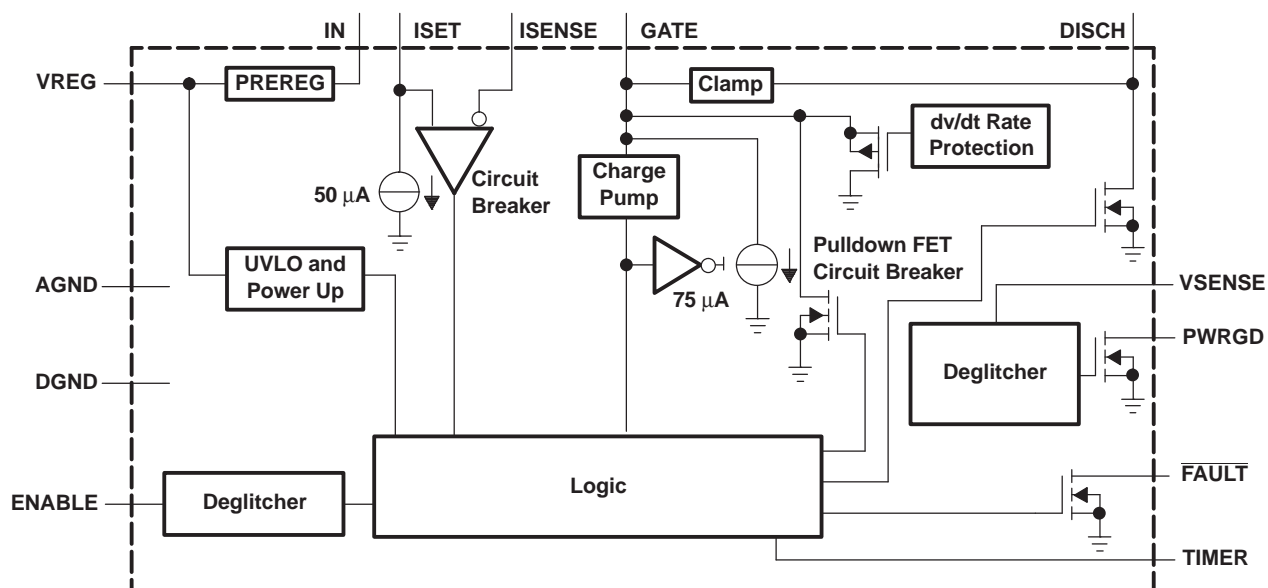 IN
ISET
ISENSE
GATE
DISCH
VREG
PREREG
Clamp
dv/dt Rate
Protection
Circuit
Breaker
50 μA
Charge
Pump
Pulldown FET
Circuit Breaker
75 μA
UVLO and
Power Up
AGND
VSENSE
PWRGD
Deglitcher
DGND
Logic
FAULT
ENABLE
Deglitcher
TIMER